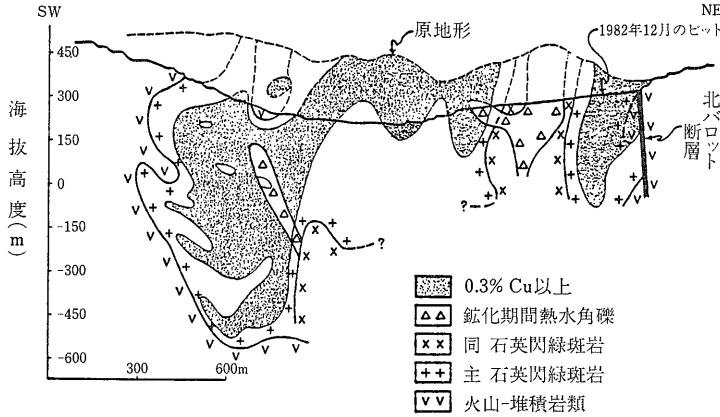 SW
NE
原地形
1982年12月のピット
450
300
150
0
-150
-300
-450
-600
海抜高度(m)
北バロット断層
?
?
300
600m
0.3% Cu以上
鉱化期間熱水角礫
同 石英閃緑斑岩
主 石英閃緑斑岩
火山-堆積岩類